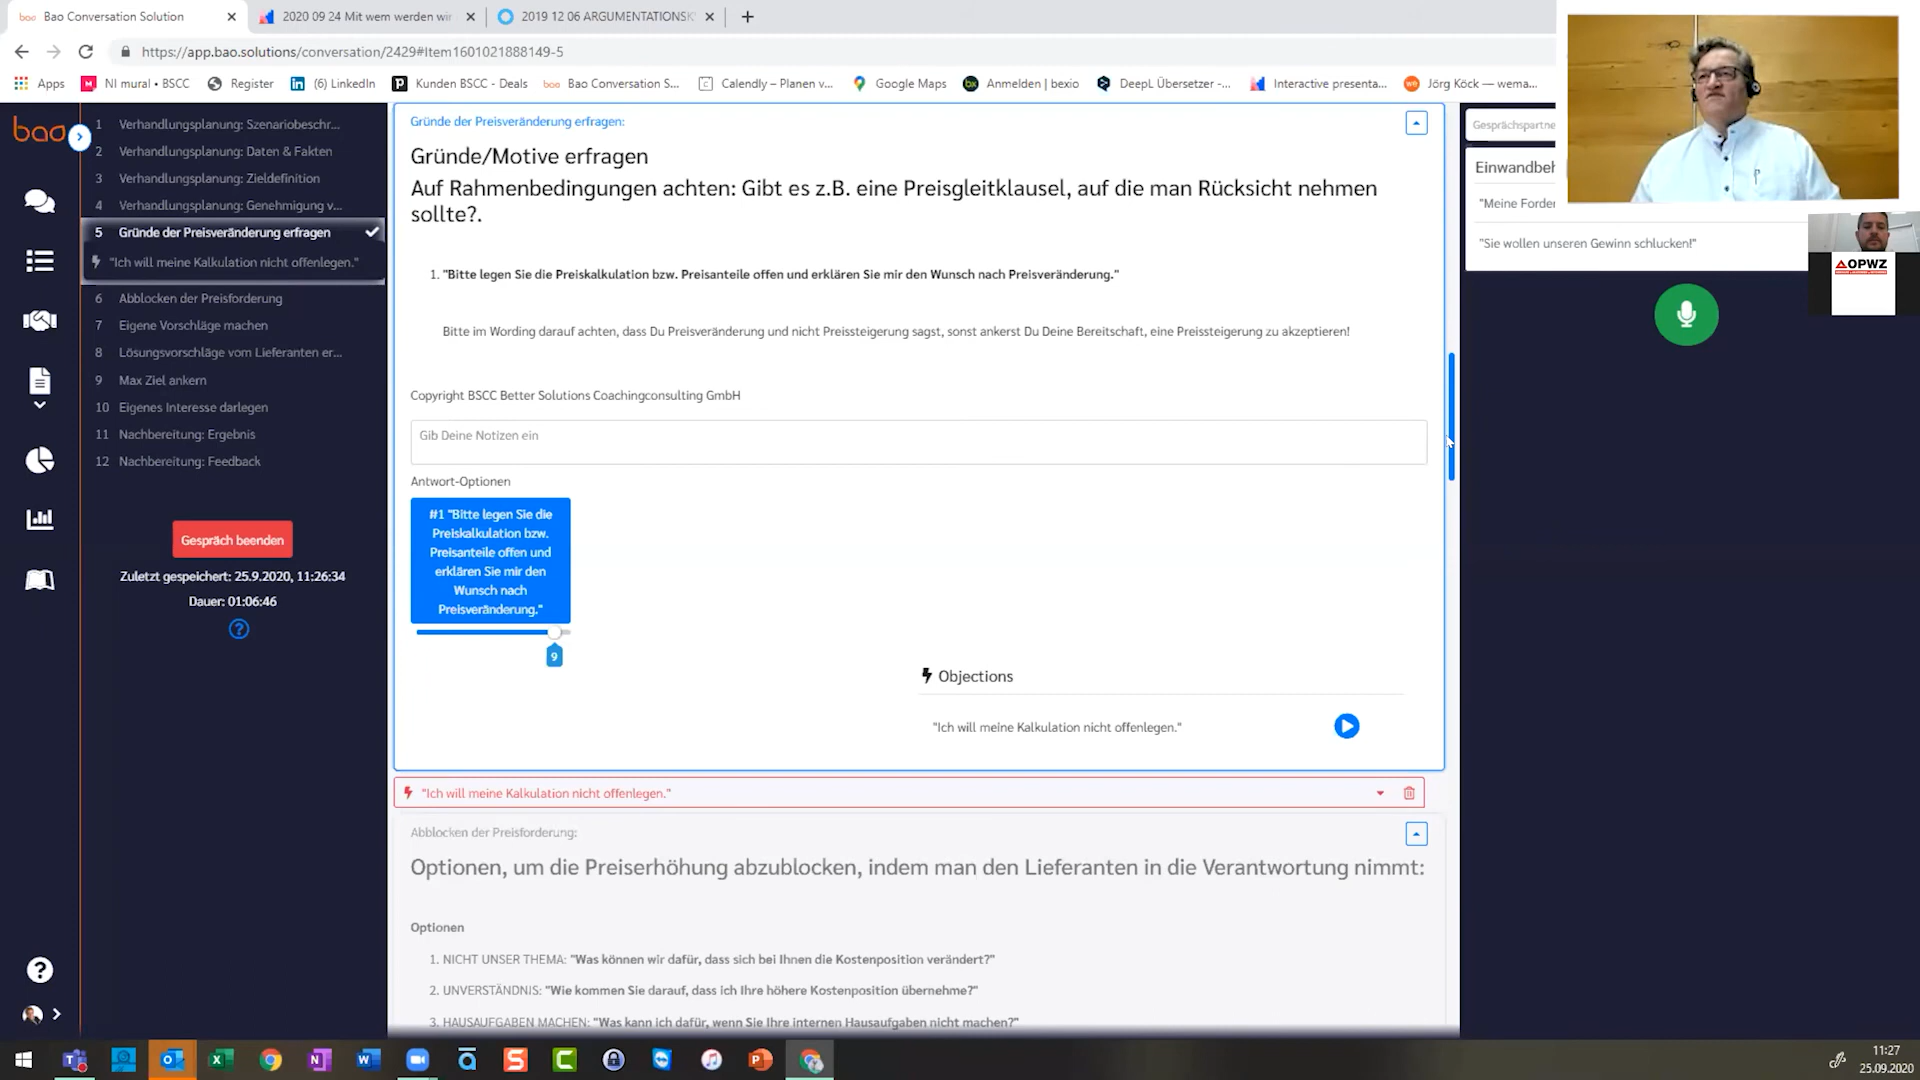 bao Bao Conversation Solution
2020 09 24 Mit wem werden wir
2019 12 06 ARGUMENTATIONSK
https://app.bao.solutions/conversation/2429#Item1601021888149-5
Apps
NI mural • BSCC
Register
(6) LinkedIn
Kunden BSCC - Deals
bao Bao Conversation S...
Calendly – Planen v...
Google Maps
bx Anmelden | bexio
DeepL Übersetzer -...
Interactive presenta...
Jörg Köck — wema...
bao
1 Verhandlungsplanung: Szenariobeschr...
2 Verhandlungsplanung: Daten & Fakten
3 Verhandlungsplanung: Zieldefinition
4 Verhandlungsplanung: Genehmigung v...
5 Gründe der Preisveränderung erfragen
"Ich will meine Kalkulation nicht offenlegen."
6 Abblocken der Preisforderung
7 Eigene Vorschläge machen
8 Lösungsvorschläge vom Lieferanten er...
9 Max Ziel ankern
10 Eigenes Interesse darlegen
11 Nachbereitung: Ergebnis
12 Nachbereitung: Feedback
Gespräch beenden
Zuletzt gespeichert: 25.9.2020, 11:26:34
Dauer: 01:06:46
Gründe der Preisveränderung erfragen:
Gründe/Motive erfragen
Auf Rahmenbedingungen achten: Gibt es z.B. eine Preisgleitklausel, auf die man Rücksicht nehmen
sollte?.
1. "Bitte legen Sie die Preiskalkulation bzw. Preisanteile offen und erklären Sie mir den Wunsch nach Preisveränderung."
Bitte im Wording darauf achten, dass Du Preisveränderung und nicht Preissteigerung sagst, sonst ankerst Du Deine Bereitschaft, eine Preissteigerung zu akzeptieren!
Copyright BSCC Better Solutions Coachingconsulting GmbH
Gib Deine Notizen ein
Antwort-Optionen
#1 "Bitte legen Sie die
Preiskalkulation bzw.
Preisanteile offen und
erklären Sie mir den
Wunsch nach
Preisveränderung."
9
Objections
"Ich will meine Kalkulation nicht offenlegen."
"Ich will meine Kalkulation nicht offenlegen."
Abblocken der Preisforderung:
Optionen, um die Preiserhöhung abzublocken, indem man den Lieferanten in die Verantwortung nimmt:
Optionen
1. NICHT UNSER THEMA: "Was können wir dafür, dass sich bei Ihnen die Kostenposition verändert?"
2. UNVERSTÄNDNIS: "Wie kommen Sie darauf, dass ich Ihre höhere Kostenposition übernehme?"
3. HAUSAUFGABEN MACHEN: "Was kann ich dafür, wenn Sie Ihre internen Hausaufgaben nicht machen?"
Gesprächspartne
Einwandbeh
"Meine Forder
"Sie wollen unseren Gewinn schlucken!"
OPWZ
11:27
25.09.2020